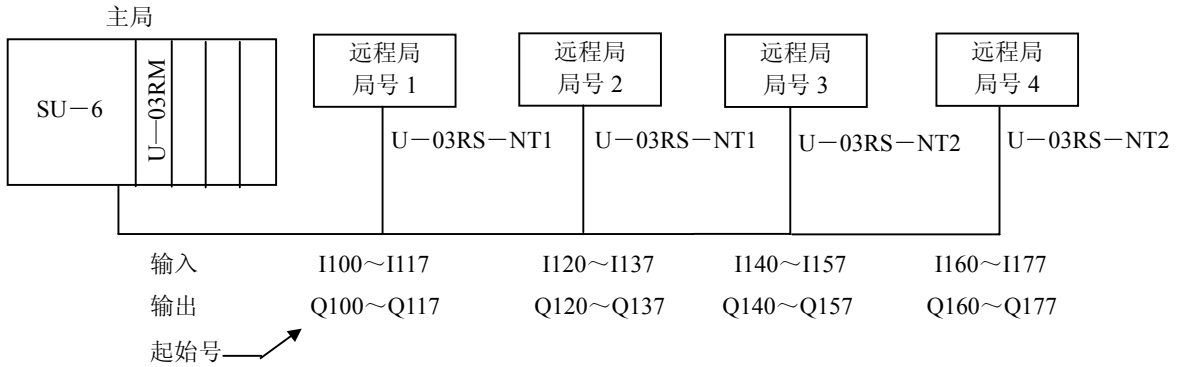 主局
SU－6
U—03RM
远程局
局号 1
远程局
局号 2
远程局
局号 3
远程局
局号 4
U－03RS－NT1
U－03RS－NT1
U－03RS－NT2
U－03RS－NT2
输入 I100～I117 I120～I137 I140～I157 I160～I177
输出 Q100～Q117 Q120～Q137 Q140～Q157 Q160～Q177
起始号